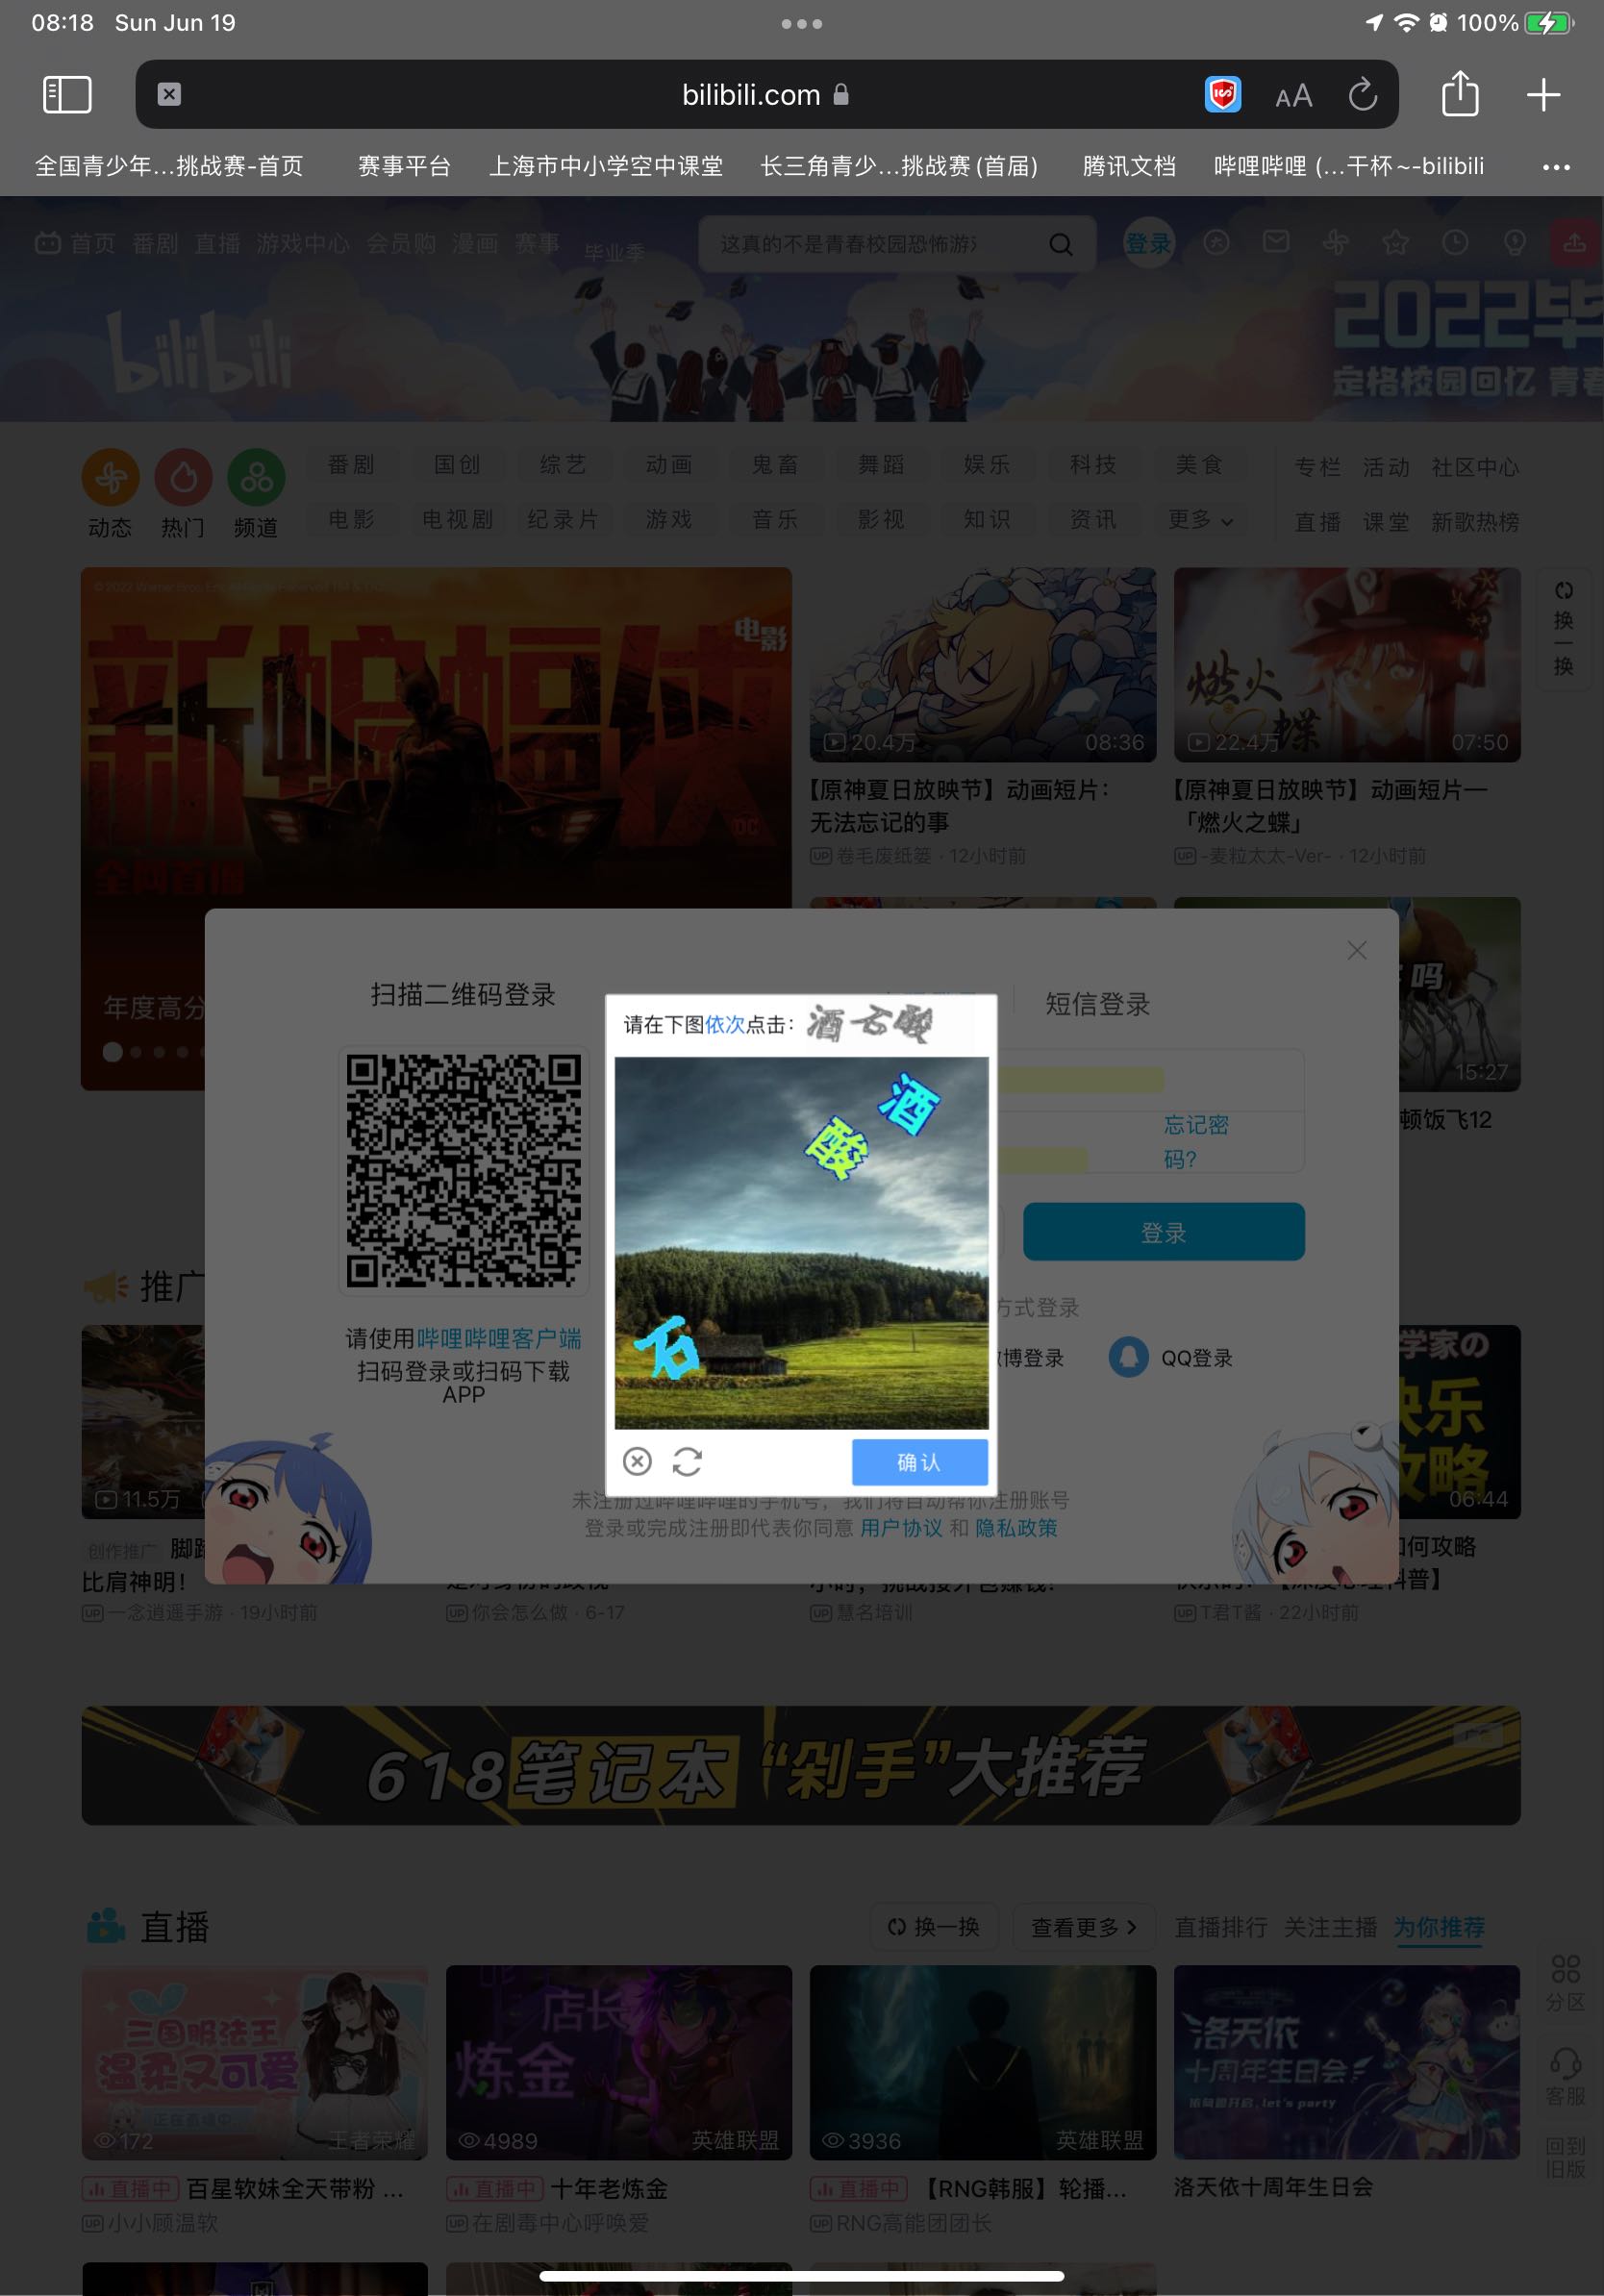 08:18 Sun Jun 19
100%
bilibili.com
AA
全国青少年...挑战赛-首页 赛事平台 上海市中小学空中课堂 长三角青少...挑战赛 (首届) 腾讯文档 哔哩哔哩 (...干杯~-bilibili
首页 番剧 直播 游戏中心 会员购 漫画 赛事 毕业季
这真的不是青春校园恐怖游
登录
bilibili
2022毕
定格校园回忆 青春
动态 热门 频道
番剧 国创 综艺 动画 鬼畜 舞蹈 娱乐 科技 美食
专栏 活动 社区中心
电影 电视剧 纪录片 游戏 音乐 影视 知识 资讯 更多
直播 课堂 新歌热榜
电影
新蝙蝠侠
DC
全网首播
年度高分
20.4万 08:36
【原神夏日放映节】动画短片：
无法忘记的事
UP 卷毛废纸篓 · 12小时前
燃火
蝶
22.4万 07:50
【原神夏日放映节】动画短片—
「燃火之蝶」
UP -麦粒太太-Ver- · 12小时前
换一换
吗
15:27
顿饭飞12
扫描二维码登录
短信登录
请在下图依次点击：酒石酸
酒
酸
石
确认
忘记密
码?
登录
方式登录
博登录
QQ登录
请使用哔哩哔哩客户端
扫码登录或扫码下载
APP
未注册过哔哩哔哩的手机号，我们将自动帮你注册账号
登录或完成注册即代表你同意 用户协议 和 隐私政策
推广
11.5万
创作推广
比肩神明！
UP 一念逍遥手游 · 19小时前
UP 你会怎么做 · 6-17
UP 慧名培训
学家の
快乐
攻略
06:44
如何攻略
UP T君T酱 · 22小时前
618笔记本“剁手”大推荐
直播
换一换
查看更多
直播排行 关注主播 为你推荐
温柔又可爱
172 王者荣耀
直播中 百星软妹全天带粉 ...
UP 小小顾温软
店长
炼金
4989 英雄联盟
直播中 十年老炼金
UP 在剧毒中心呼唤爱
3936 英雄联盟
直播中 【RNG韩服】轮播...
UP RNG高能团团长
洛天依
十周年生日会
let's party
洛天依十周年生日会
分区
客服
回到
旧版